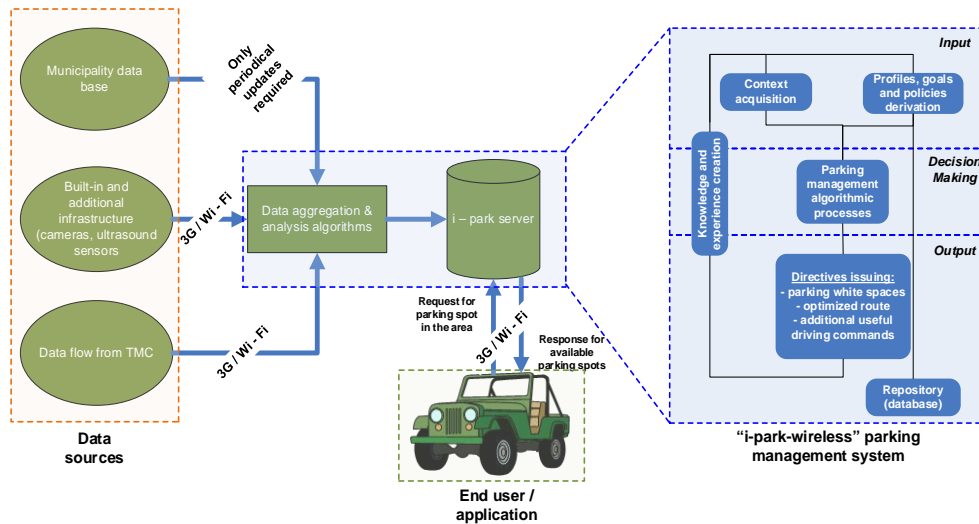 Municipality data
base
Only
periodical
updates
required
Built-in and
additional
infrastructure
(cameras, ultrasound
sensors
3G / Wi - Fi
Data aggregation &
analysis algorithms
i – park server
Data flow from TMC
3G / Wi - Fi
Request for
parking spot
in the area
3G / Wi - Fi
Response for
available
parking spots
Data
sources
End user /
application
Input
Context
acquisition
Profiles, goals
and policies
derivation
Knowledge and
experience creation
Decision
Making
Parking
management
algorithmic
processes
Output
Directives issuing:
- parking white spaces
- optimized route
- additional useful
driving commands
Repository
(database)
“i-park-wireless” parking
management system